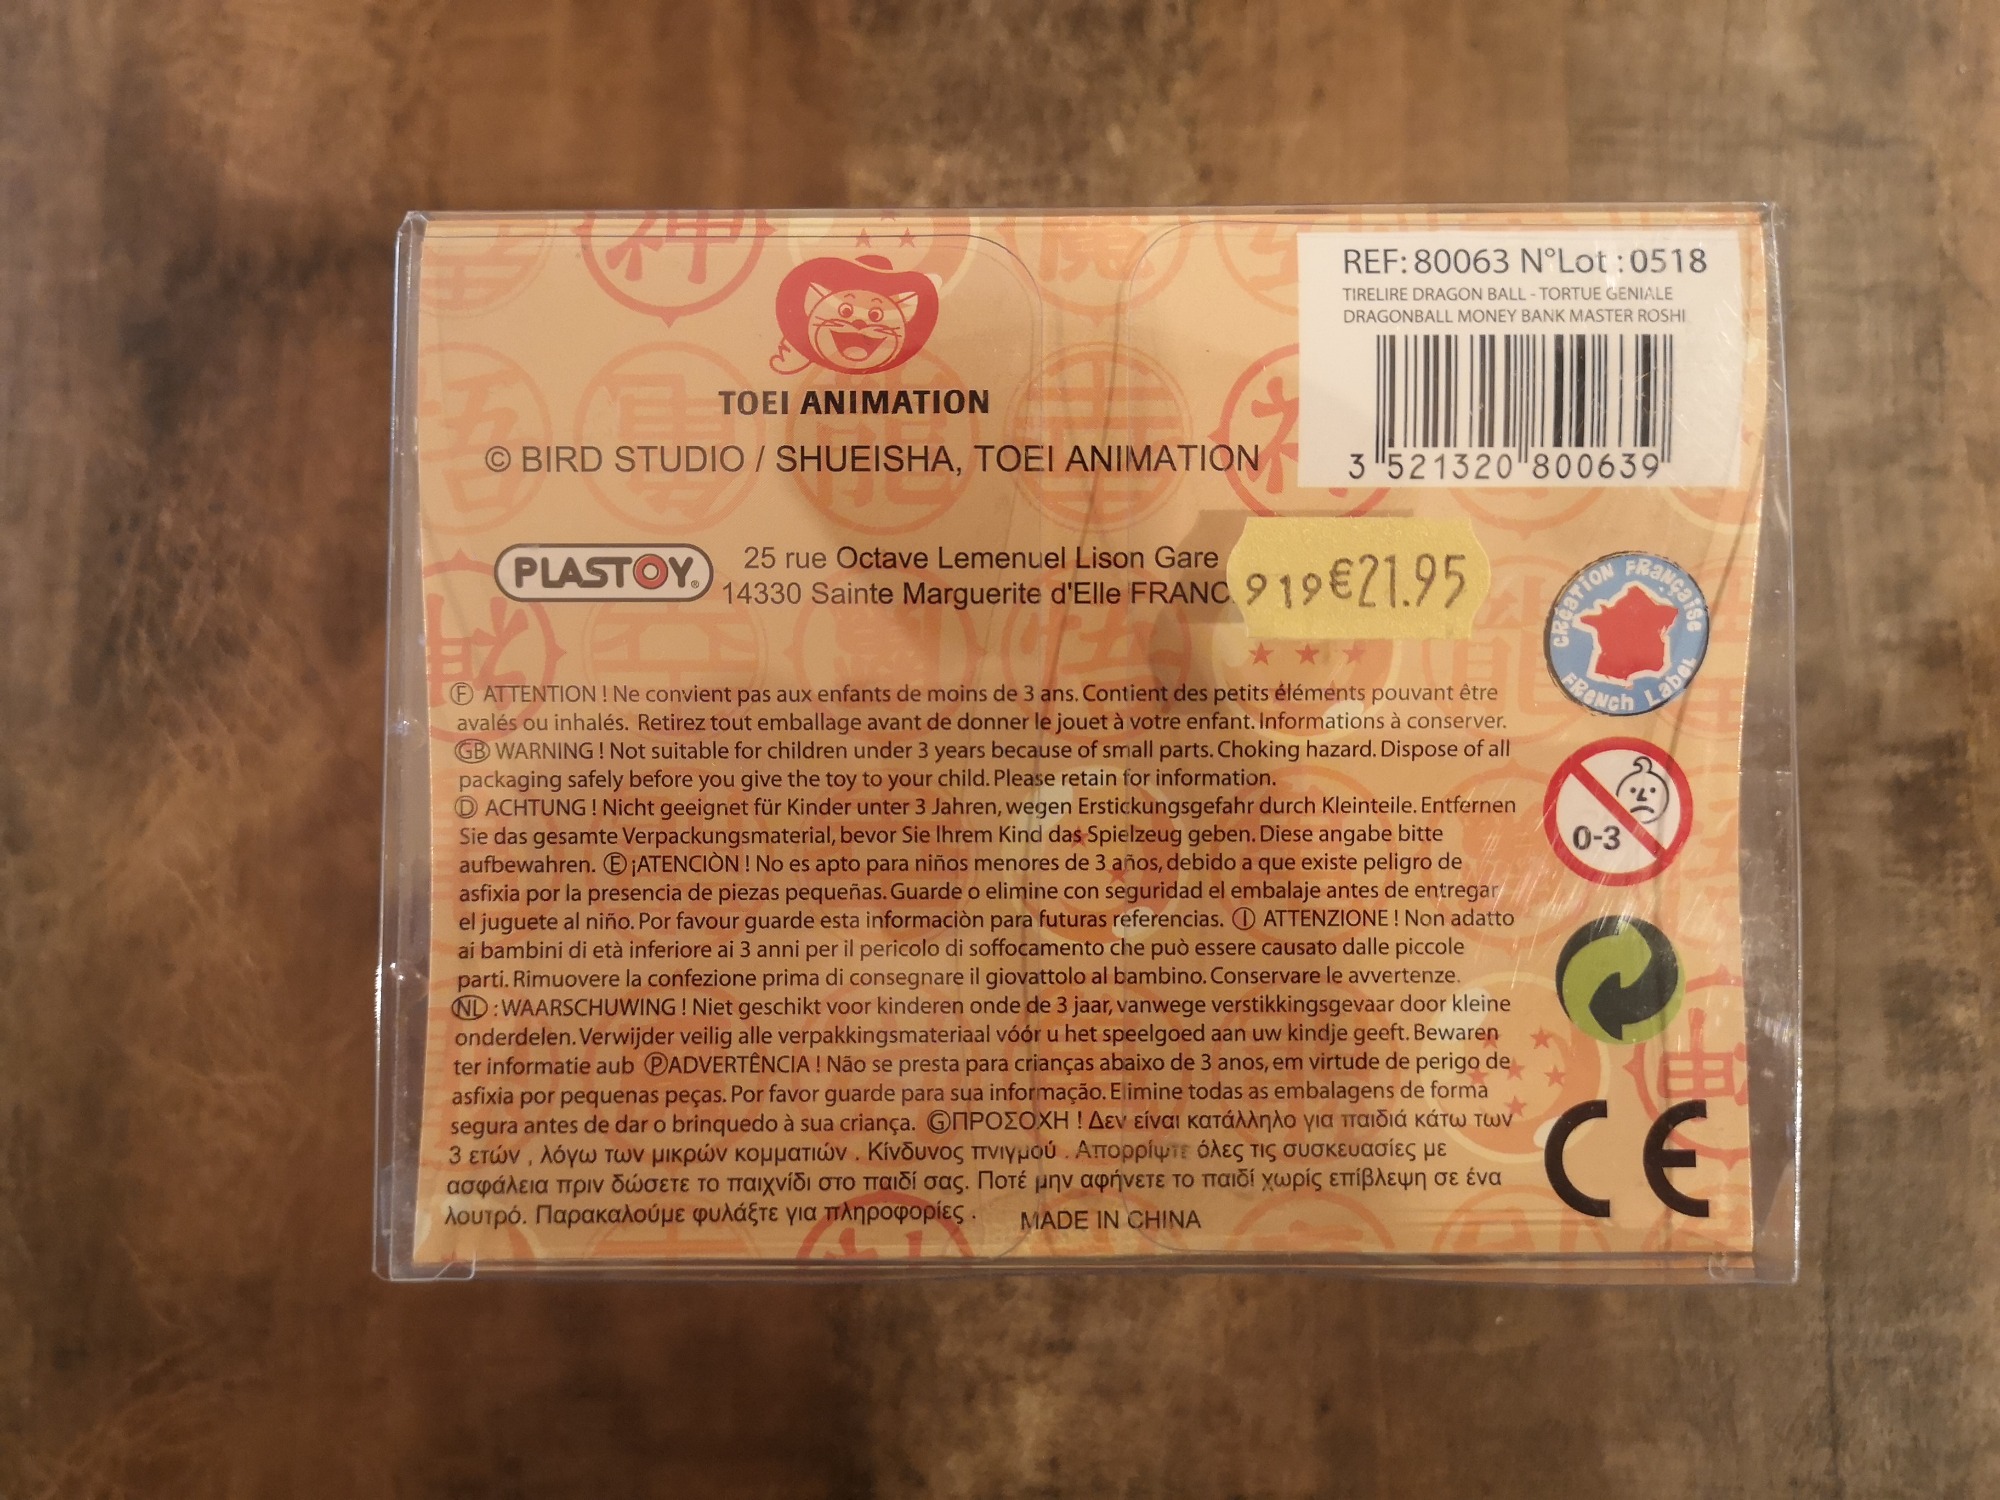 REF: 80063 N°Lot : 0518
TIRELIRE DRAGON BALL - TORTUE GENIALE
DRAGONBALL MONEY BANK MASTER ROSHI
3 521320 800639
TOEI ANIMATION
© BIRD STUDIO / SHUEISHA, TOEI ANIMATION
PLASTOY®
25 rue Octave Lemenuel Lison Gare
14330 Sainte Marguerite d'Elle FRANC
919€21.95
CRéATION FRANÇAISE
FRENCH LABEL
Ⓕ ATTENTION ! Ne convient pas aux enfants de moins de 3 ans. Contient des petits éléments pouvant être
avalés ou inhalés. Retirez tout emballage avant de donner le jouet à votre enfant. Informations à conserver.
GB WARNING ! Not suitable for children under 3 years because of small parts. Choking hazard. Dispose of all
packaging safely before you give the toy to your child. Please retain for information.
Ⓓ ACHTUNG ! Nicht geeignet für Kinder unter 3 Jahren, wegen Erstickungsgefahr durch Kleinteile. Entfernen
Sie das gesamte Verpackungsmaterial, bevor Sie Ihrem Kind das Spielzeug geben. Diese angabe bitte
aufbewahren. Ⓔ ¡ATENCIÒN ! No es apto para niños menores de 3 años, debido a que existe peligro de
asfixia por la presencia de piezas pequeñas. Guarde o elimine con seguridad el embalaje antes de entregar
el juguete al niño. Por favour guarde esta informaciòn para futuras referencias. Ⓘ ATTENZIONE ! Non adatto
ai bambini di età inferiore ai 3 anni per il pericolo di soffocamento che può essere causato dalle piccole
parti. Rimuovere la confezione prima di consegnare il giovattolo al bambino. Conservare le avvertenze.
NL : WAARSCHUWING ! Niet geschikt voor kinderen onde de 3 jaar, vanwege verstikkingsgevaar door kleine
onderdelen. Verwijder veilig alle verpakkingsmateriaal vóór u het speelgoed aan uw kindje geeft. Bewaren
ter informatie aub ⓅADVERTÊNCIA ! Não se presta para crianças abaixo de 3 anos, em virtude de perigo de
asfixia por pequenas peças. Por favor guarde para sua informação. Elimine todas as embalagens de forma
segura antes de dar o brinquedo à sua criança. ⒼΠΡΟΣΟΧΗ ! Δεν είναι κατάλληλο για παιδιά κάτω των
3 ετών , λόγω των μικρών κομματιών . Κίνδυνος πνιγμού . Απορρίψτε όλες τις συσκευασίες με
ασφάλεια πριν δώσετε το παιχνίδι στο παιδί σας. Ποτέ μην αφήνετε το παιδί χωρίς επίβλεψη σε ένα
λουτρό. Παρακαλούμε φυλάξτε για πληροφορίες .
MADE IN CHINA
0-3
CE